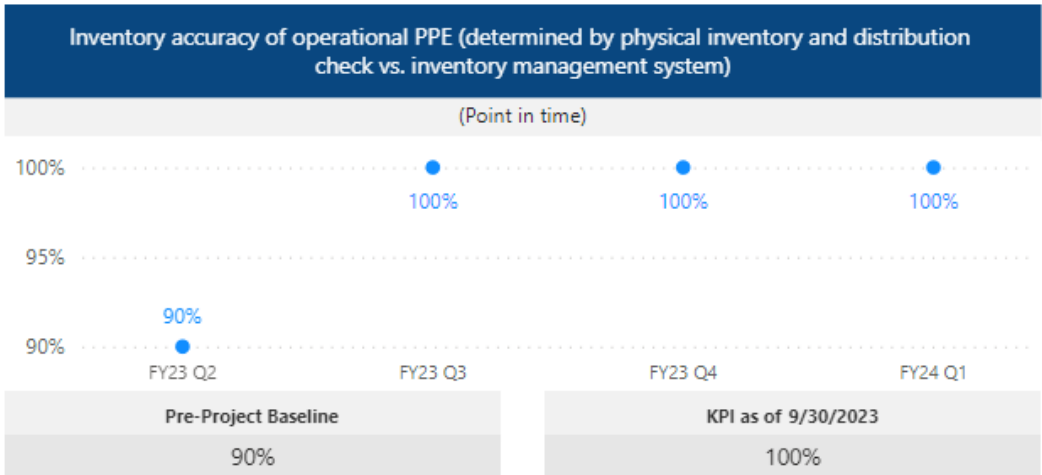 Inventory accuracy of operational PPE (determined by physical inventory and distribution
check vs. inventory management system)
(Point in time)
100%
100% 100% 100%
95%
90%
90%
FY23 Q2 FY23 Q3 FY23 Q4 FY24 Q1
Pre-Project Baseline KPI as of 9/30/2023
90% 100%